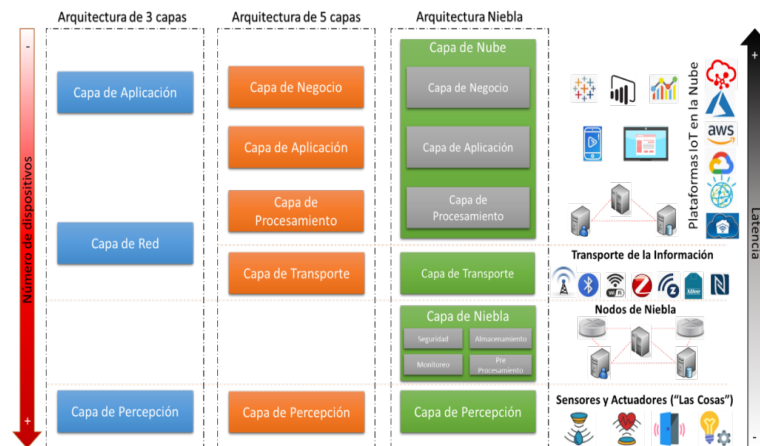 Arquitectura de 3 capas
Arquitectura de 5 capas
Arquitectura Niebla
-
Número de dispositivos
+
Capa de Aplicación
Capa de Red
Capa de Percepción
Capa de Negocio
Capa de Aplicación
Capa de
Procesamiento
Capa de Transporte
Capa de Percepción
Capa de Nube
Capa de Negocio
Capa de Aplicación
Capa de
Procesamiento
Capa de Transporte
Capa de Niebla
Seguridad
Almacenamiento
Monitoreo
Pre
Procesamiento
Capa de Percepción
Plataformas IoT en la Nube
aws
Transporte de la Información
Nodos de Niebla
Sensores y Actuadores ("Las Cosas")
+
Latencia
-